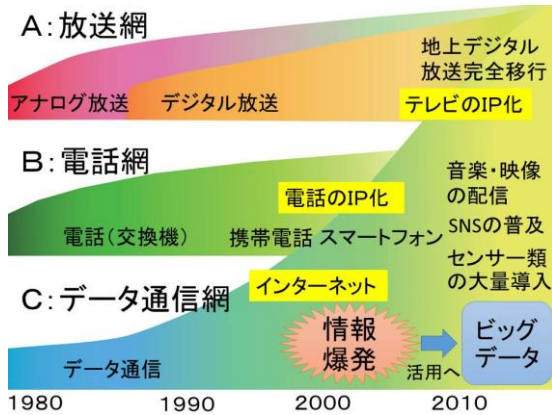 A：放送網
地上デジタル
放送完全移行
アナログ放送
デジタル放送
テレビのIP化
B：電話網
電話のIP化
音楽・映像
の配信
電話（交換機）
携帯電話 スマートフォン
SNSの普及
センサー類
の大量導入
C：データ通信網
インターネット
情報
爆発
活用へ
ビッグ
データ
データ通信
1980 1990 2000 2010